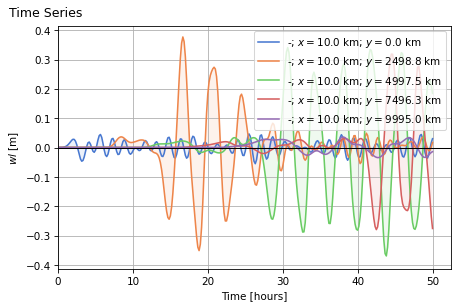 Time Series
-; x = 10.0 km; y = 0.0 km
-; x = 10.0 km; y = 2498.8 km
-; x = 10.0 km; y = 4997.5 km
-; x = 10.0 km; y = 7496.3 km
-; x = 10.0 km; y = 9995.0 km
wl [m]
0.4
0.3
0.2
0.1
0.0
−0.1
−0.2
−0.3
−0.4
0 10 20 30 40 50
Time [hours]